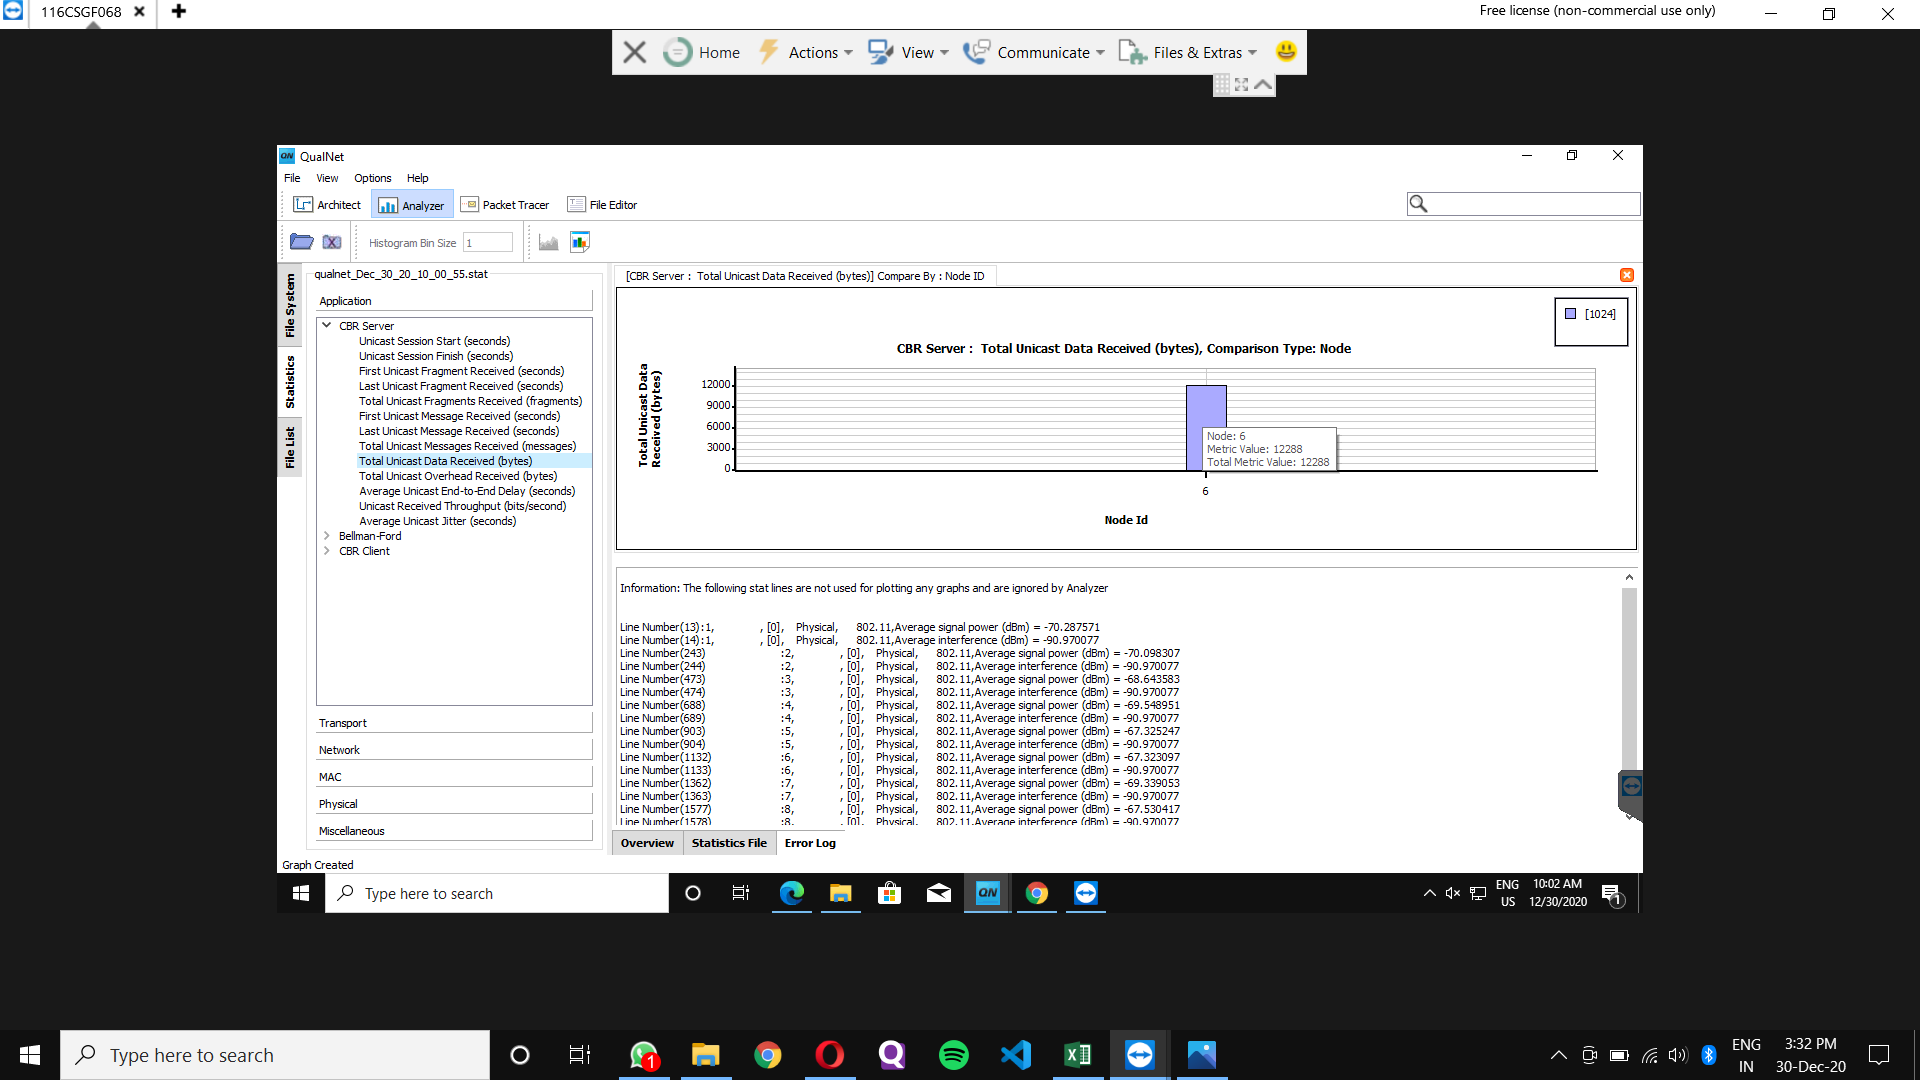 116CSGF068
Free license (non-commercial use only)
Home
Actions
View
Communicate
Files & Extras
QN QualNet
File View Options Help
Architect Analyzer Packet Tracer File Editor
Histogram Bin Size 1
File System
Statistics
File List
qualnet_Dec_30_20_10_00_55.stat
Application
CBR Server
Unicast Session Start (seconds)
Unicast Session Finish (seconds)
First Unicast Fragment Received (seconds)
Last Unicast Fragment Received (seconds)
Total Unicast Fragments Received (fragments)
First Unicast Message Received (seconds)
Last Unicast Message Received (seconds)
Total Unicast Messages Received (messages)
Total Unicast Data Received (bytes)
Total Unicast Overhead Received (bytes)
Average Unicast End-to-End Delay (seconds)
Unicast Received Throughput (bits/second)
Average Unicast Jitter (seconds)
Bellman-Ford
CBR Client
Transport
Network
MAC
Physical
Miscellaneous
Graph Created
[CBR Server : Total Unicast Data Received (bytes)] Compare By : Node ID
[1024]
CBR Server : Total Unicast Data Received (bytes), Comparison Type: Node
Total Unicast Data
Received (bytes)
12000
9000
6000
3000
0
Node: 6
Metric Value: 12288
Total Metric Value: 12288
6
Node Id
Information: The following stat lines are not used for plotting any graphs and are ignored by Analyzer
Line Number(13):1, , [0], Physical, 802.11,Average signal power (dBm) = -70.287571
Line Number(14):1, , [0], Physical, 802.11,Average interference (dBm) = -90.970077
Line Number(243) :2, , [0], Physical, 802.11,Average signal power (dBm) = -70.098307
Line Number(244) :2, , [0], Physical, 802.11,Average interference (dBm) = -90.970077
Line Number(473) :3, , [0], Physical, 802.11,Average signal power (dBm) = -68.643583
Line Number(474) :3, , [0], Physical, 802.11,Average interference (dBm) = -90.970077
Line Number(688) :4, , [0], Physical, 802.11,Average signal power (dBm) = -69.548951
Line Number(689) :4, , [0], Physical, 802.11,Average interference (dBm) = -90.970077
Line Number(903) :5, , [0], Physical, 802.11,Average signal power (dBm) = -67.325247
Line Number(904) :5, , [0], Physical, 802.11,Average interference (dBm) = -90.970077
Line Number(1132) :6, , [0], Physical, 802.11,Average signal power (dBm) = -67.323097
Line Number(1133) :6, , [0], Physical, 802.11,Average interference (dBm) = -90.970077
Line Number(1362) :7, , [0], Physical, 802.11,Average signal power (dBm) = -69.339053
Line Number(1363) :7, , [0], Physical, 802.11,Average interference (dBm) = -90.970077
Line Number(1577) :8, , [0], Physical, 802.11,Average signal power (dBm) = -67.530417
Line Number(1578) :8, , [0], Physical, 802.11,Average interference (dBm) = -90.970077
Overview Statistics File Error Log
Type here to search
QN
ENG
US
10:02 AM
12/30/2020
1
Type here to search
1
ENG
IN
3:32 PM
30-Dec-20